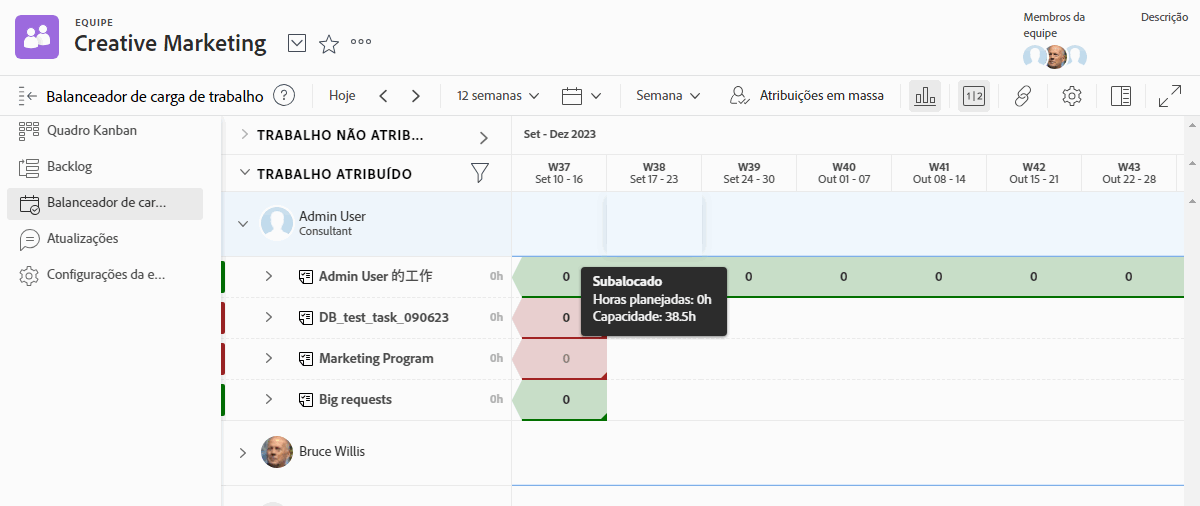 EQUIPE
Creative Marketing
Membros da
equipe
Descrição
Balanceador de carga de trabalho
?
Hoje
12 semanas
Semana
Atribuições em massa
1|2
Quadro Kanban
Backlog
Balanceador de car...
Atualizações
Configurações da e...
TRABALHO NÃO ATRIB...
Set - Dez 2023
TRABALHO ATRIBUÍDO
W37 W38 W39 W40 W41 W42 W43
Set 10 - 16 Set 17 - 23 Set 24 - 30 Out 01 - 07 Out 08 - 14 Out 15 - 21 Out 22 - 28
Admin User
Consultant
Admin User 的工作 0h 0 0 0 0 0 0
Subalocado
Horas planejadas: 0h
Capacidade: 38.5h
DB_test_task_090623 0h 0
Marketing Program 0h 0
Big requests 0h 0
Bruce Willis